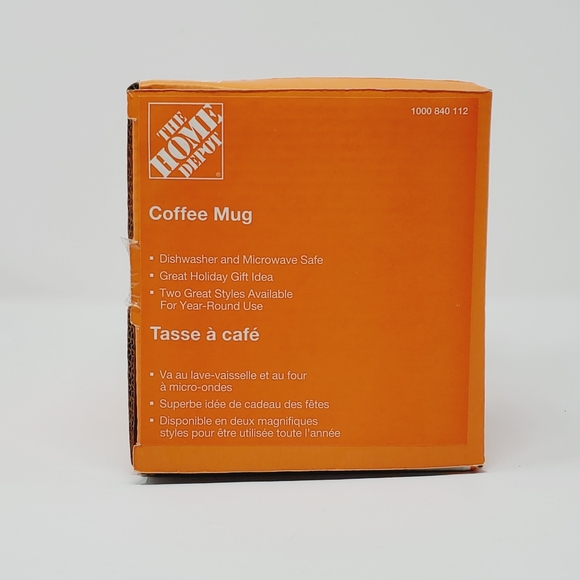 THE
HOME
DEPOT
®
1000 840 112
Coffee Mug
▪ Dishwasher and Microwave Safe
▪ Great Holiday Gift Idea
▪ Two Great Styles Available
For Year-Round Use
Tasse à café
▪ Va au lave-vaisselle et au four
à micro-ondes
▪ Superbe idée de cadeau des fêtes
▪ Disponible en deux magnifiques
styles pour être utilisée toute l'année